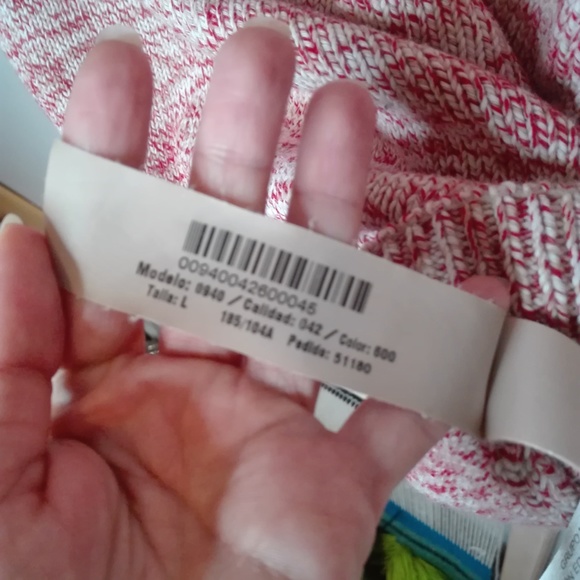 00940042600045
Modelo: 0940 / Calidad: 042 / Color: 600
Talla: L 185/104A Pedido: 51180